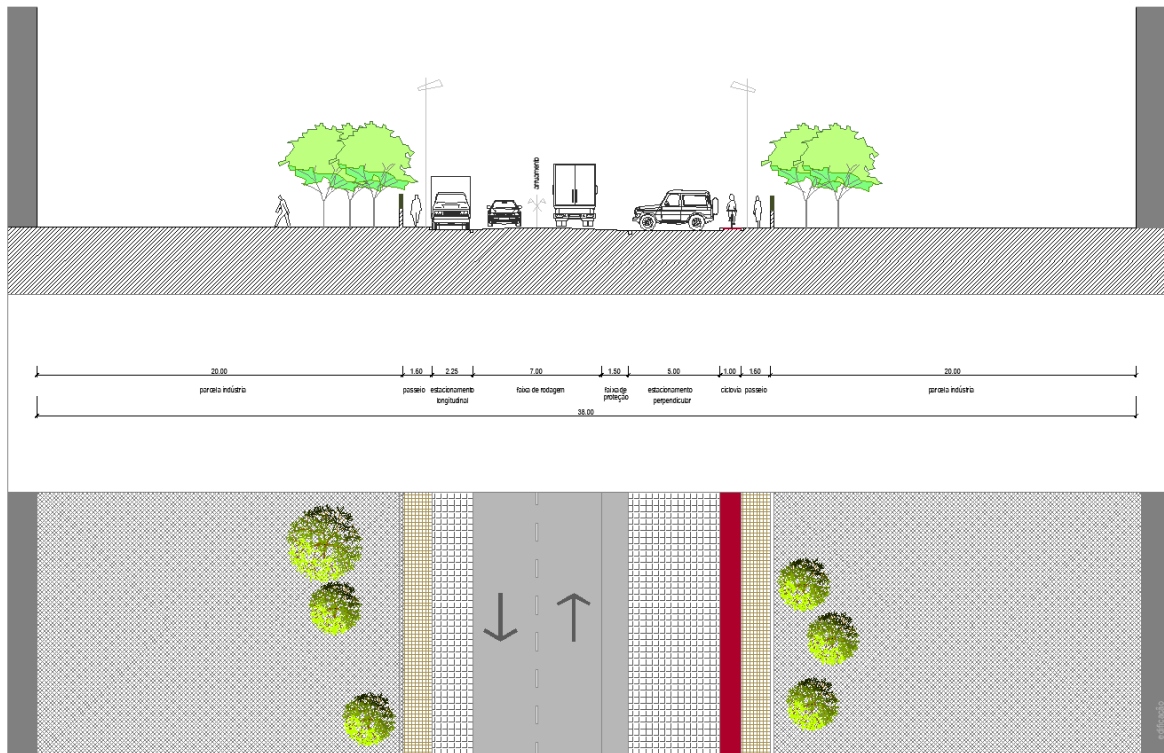 arruamento
20.00 1,60 2.25 7.00 1,50 5.00 1.00 1,60 20.00
parcela indústria passeio estacionamento longitudinal faixa de rodagem faixa de proteção estacionamento perpendicular ciclovia passeio parcela indústria
38.00
edificação